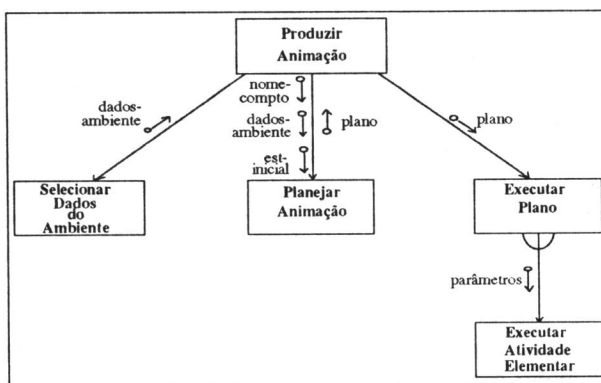 Produzir
Animação
nome-
compto
dados-
ambiente
dados-
ambiente
plano
plano
est-
inicial
Selecionar
Dados
do
Ambiente
Planejar
Animação
Executar
Plano
parâmetros
Executar
Atividade
Elementar